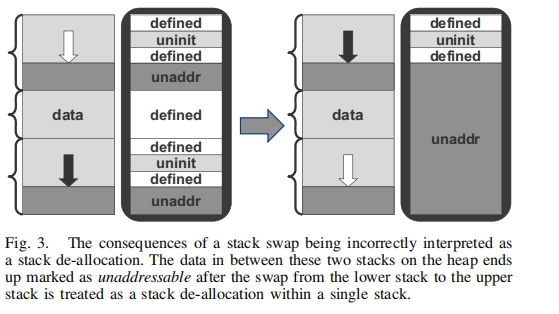 defined
uninit
defined
unaddr
data
defined
defined
uninit
defined
unaddr
defined
uninit
defined
data
unaddr
Fig. 3. The consequences of a stack swap being incorrectly interpreted as
a stack de-allocation. The data in between these two stacks on the heap ends
up marked as unaddressable after the swap from the lower stack to the upper
stack is treated as a stack de-allocation within a single stack.